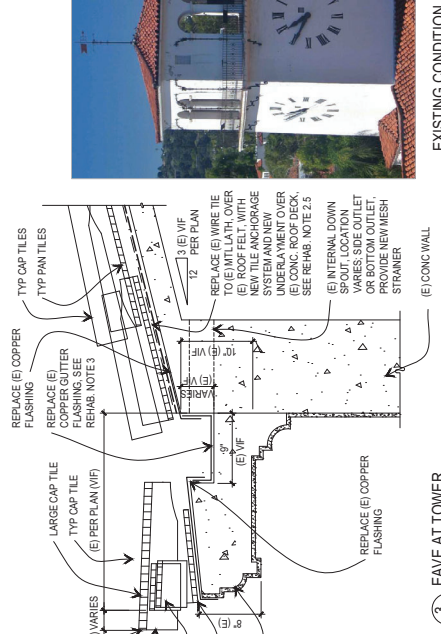 TYP CAP TILES
TYP PAN TILES
REPLACE (E) COPPER
FLASHING
REPLACE (E)
COPPER GUTTER
FLASHING, SEE
REHAB. NOTE 3
LARGE CAP TILE
TYP CAP TILE
(E) PER PLAN (VIF)
VARIES
3 (E) VIF
PER PLAN
12
REPLACE (E) WIRE TIE
TO (E) MTL LATH, OVER
(E) ROOF FELT, WITH
NEW TILE ANCHORAGE
SYSTEM AND NEW
UNDERLAYMENT OVER
(E) CONC ROOF DECK,
SEE REHAB. NOTE 2.5
(E) INTERNAL DOWN
SPOUT, LOCATION
VARIES: SIDE OUTLET
OR BOTTOM OUTLET,
PROVIDE NEW MESH
STRAINER
(E) CONC WALL
10" (E) VIF
VARIES
(E) VIF
9"
(E) VIF
8" (E)
REPLACE (E) COPPER
FLASHING
3 EAVE AT TOWER
EXISTING CONDITION